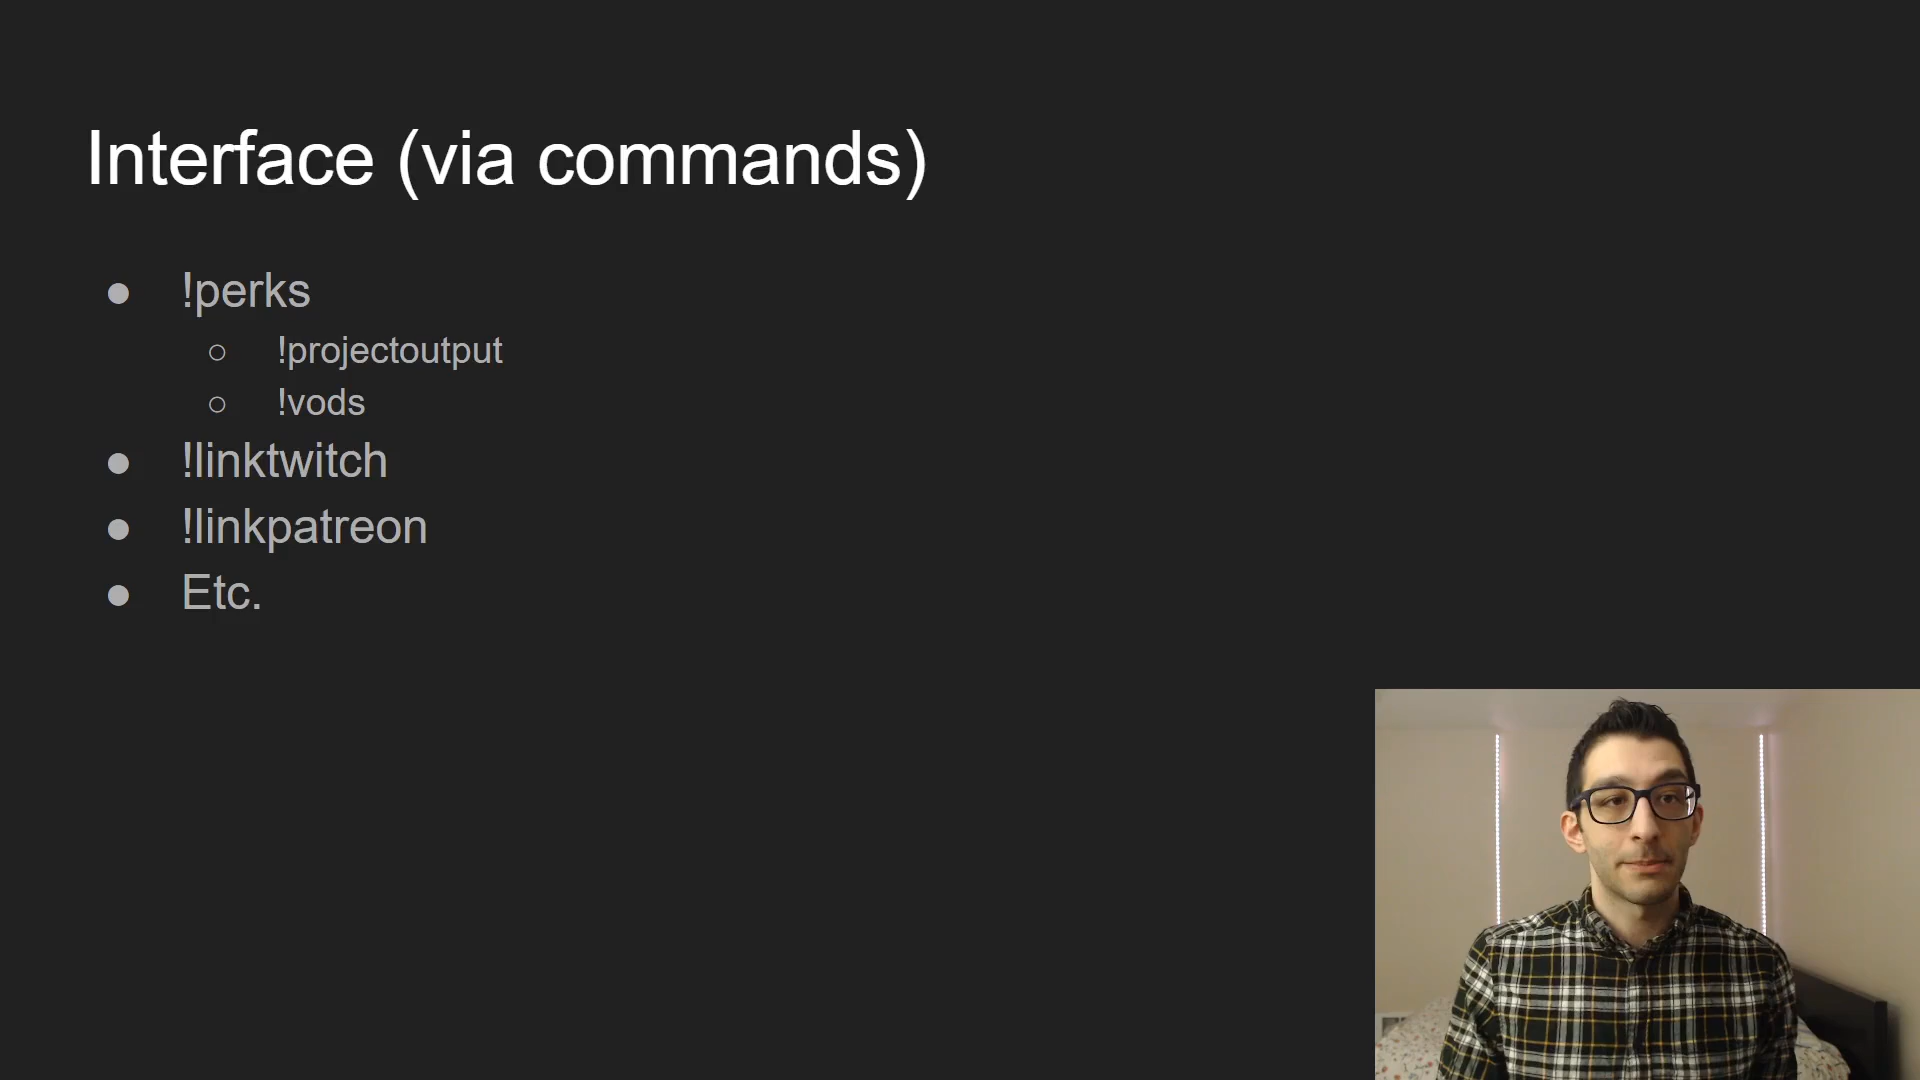 Interface (via commands)
!perks
!projectoutput
!vods
!linktwitch
!linkpatreon
Etc.